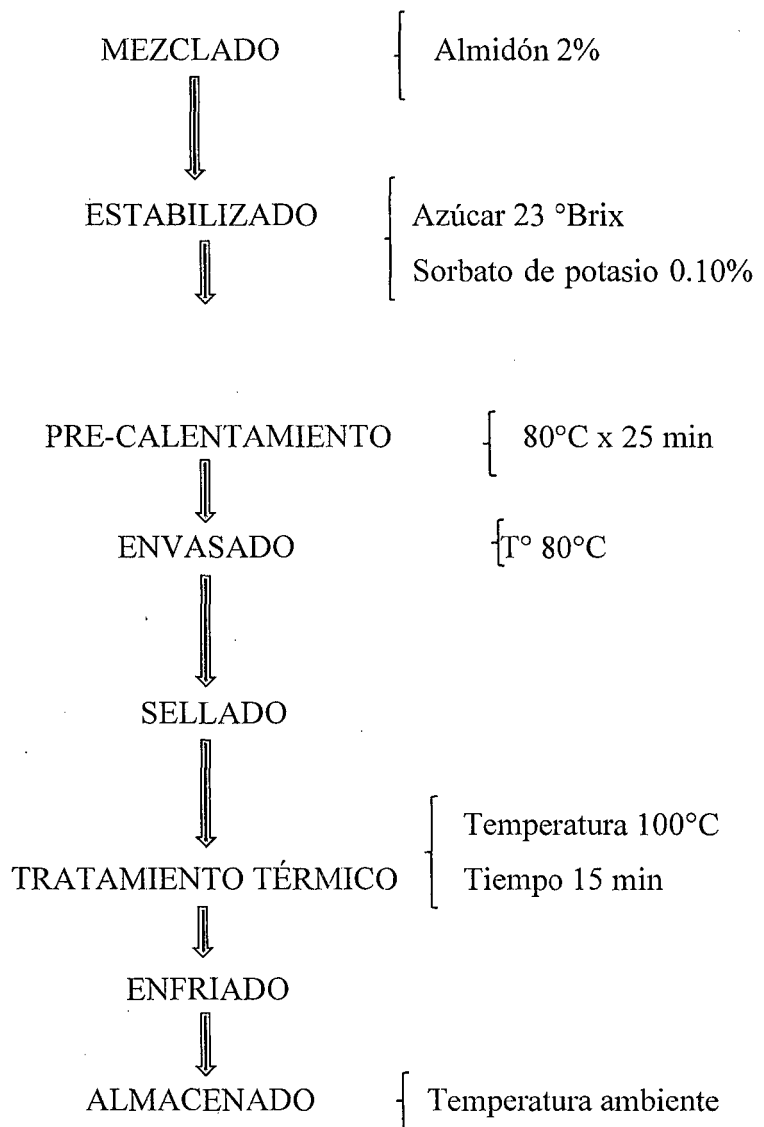 MEZCLADO
Almidón 2%
ESTABILIZADO
Azúcar 23 °Brix
Sorbato de potasio 0.10%
PRE-CALENTAMIENTO
80°C x 25 min
ENVASADO
T° 80°C
SELLADO
Temperatura 100°C
TRATAMIENTO TÉRMICO
Tiempo 15 min
ENFRIADO
ALMACENADO
Temperatura ambiente